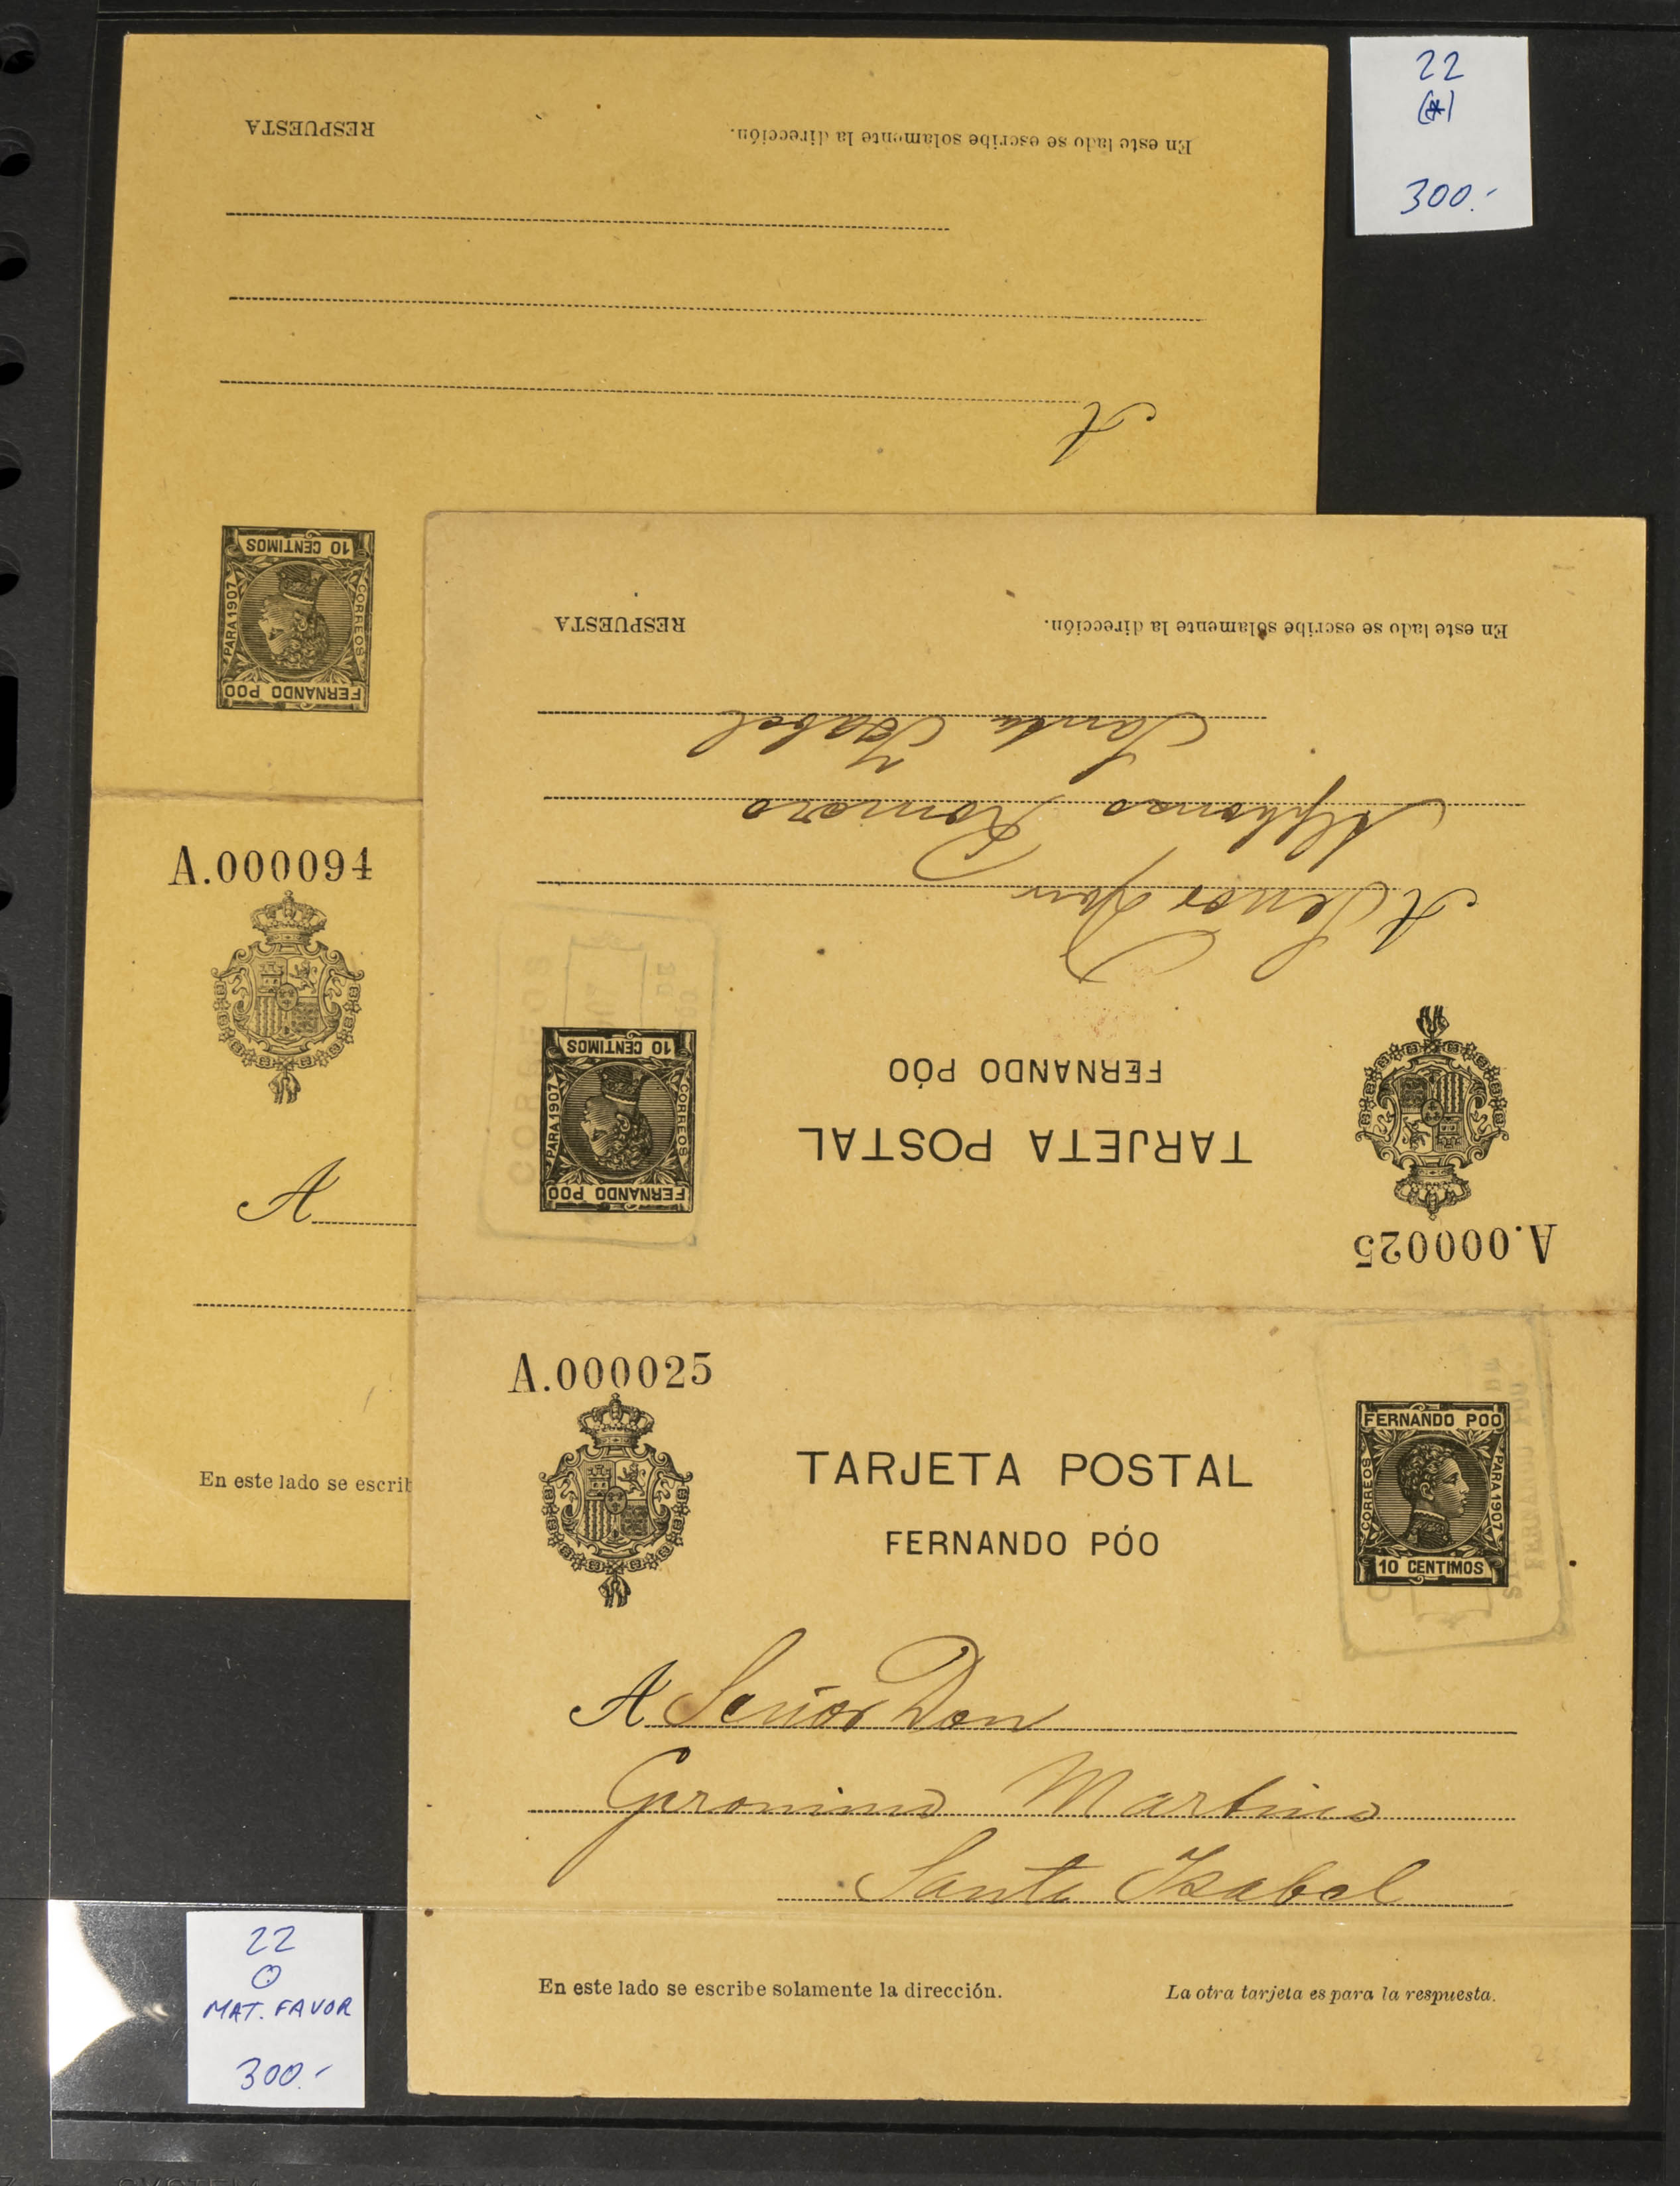 22
(*)
300.-
RESPUESTA
En este lado se escribe solamente la dirección.
A
10 CENTIMOS
PARA 1907
CORREOS
FERNANDO POO
A.000094
A
En este lado se escrib
RESPUESTA
En este lado se escribe solamente la dirección.
Santa Isabel
Alphonso Romero
A Senor Don
CORREOS
10 CENTIMOS
PARA 1907
CORREOS
FERNANDO POO
FERNANDO PÓO
TARJETA POSTAL
A.000025
A.000025
TARJETA POSTAL
FERNANDO PÓO
FERNANDO POO
CORREOS
PARA 1907
10 CENTIMOS
A Señor Don
Geronimo Martines
Santa Isabel
En este lado se escribe solamente la dirección.
La otra tarjeta es para la respuesta.
22
O
MAT. FAVOR
300.-